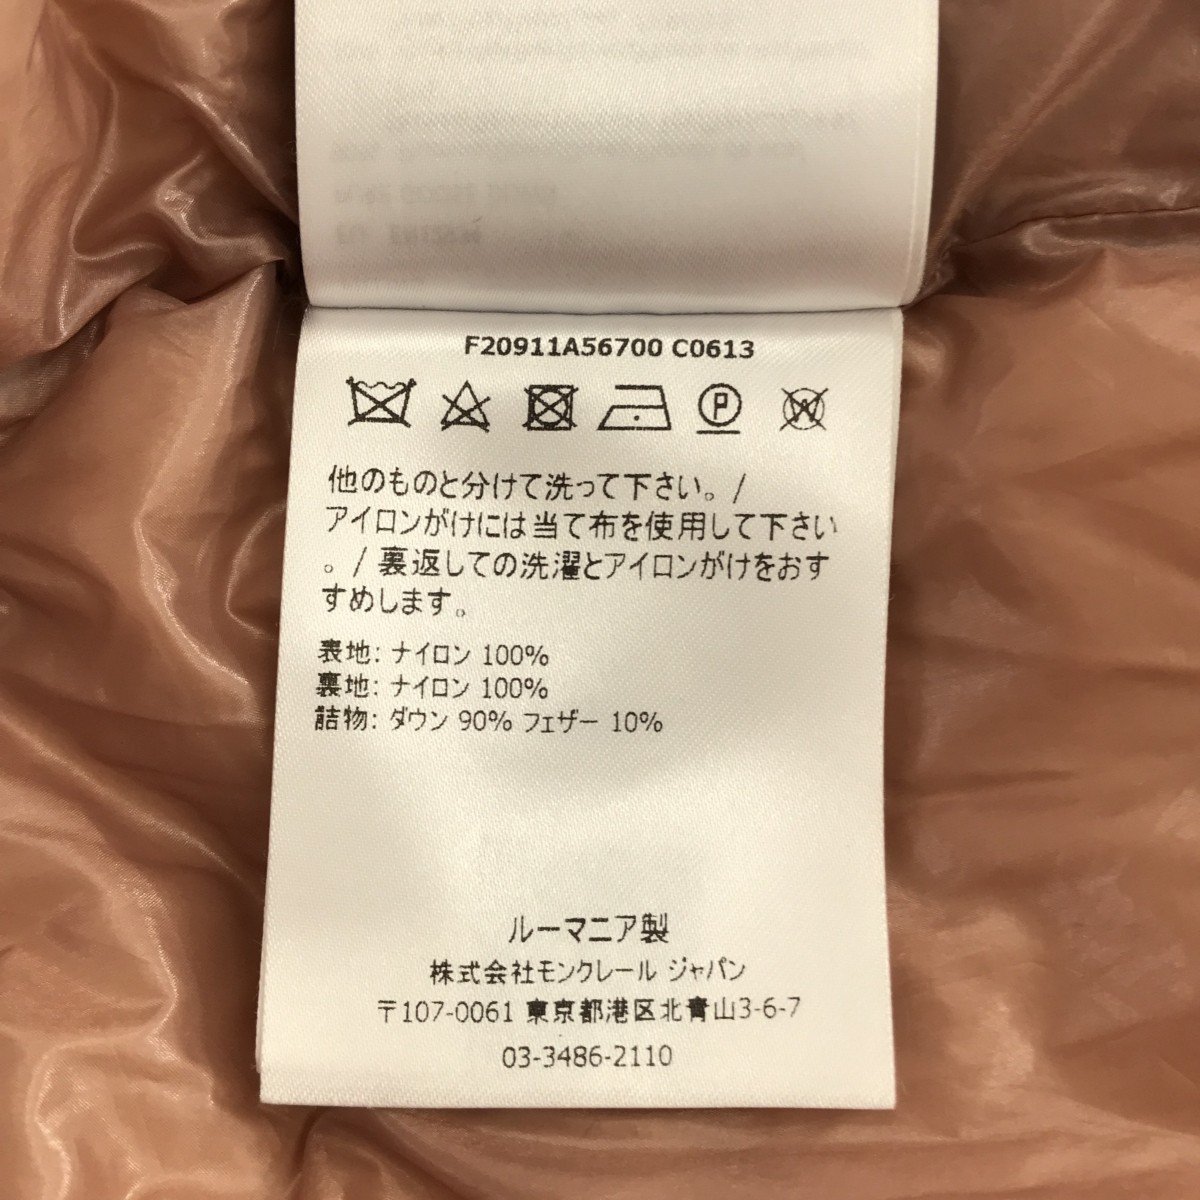 F20911A56700 C0613
P
W
他のものと分けて洗って下さい。/
アイロンがけには当て布を使用して下さい
。/ 裏返しての洗濯とアイロンがけをおす
すめします。
表地: ナイロン 100%
裏地: ナイロン 100%
詰物: ダウン 90% フェザー 10%
ルーマニア製
株式会社モンクレール ジャパン
〒107-0061 東京都港区北青山3-6-7
03-3486-2110